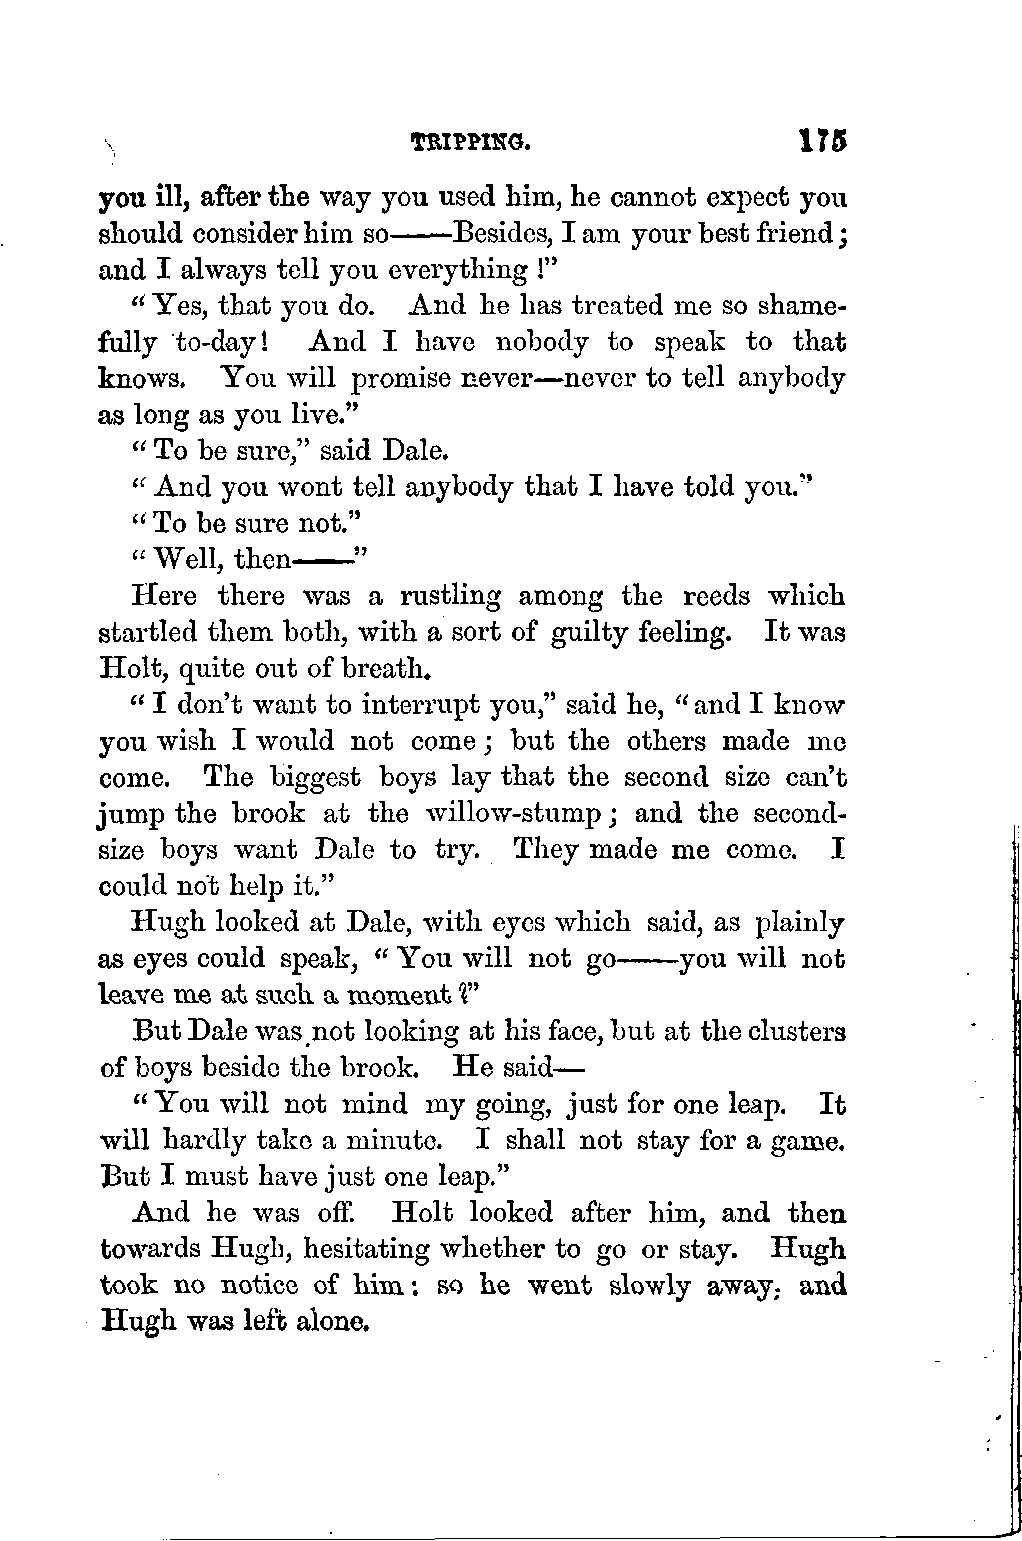 TRIPPING. 175
you ill, after the way you used him, he cannot expect you
should consider him so——Besides, I am your best friend;
and I always tell you everything!”
“Yes, that you do. And he has treated me so shame-
fully to-day! And I have nobody to speak to that
knows. You will promise never—never to tell anybody
as long as you live.”
“To be sure,” said Dale.
“And you wont tell anybody that I have told you.”
“To be sure not.”
“Well, then——”
Here there was a rustling among the reeds which
startled them both, with a sort of guilty feeling. It was
Holt, quite out of breath.
“I don’t want to interrupt you,” said he, “and I know
you wish I would not come; but the others made me
come. The biggest boys lay that the second size can’t
jump the brook at the willow-stump; and the second-
size boys want Dale to try. They made me come. I
could not help it.”
Hugh looked at Dale, with eyes which said, as plainly
as eyes could speak, “You will not go——you will not
leave me at such a moment?”
But Dale was not looking at his face, but at the clusters
of boys beside the brook. He said—
“You will not mind my going, just for one leap. It
will hardly take a minute. I shall not stay for a game.
But I must have just one leap.”
And he was off. Holt looked after him, and then
towards Hugh, hesitating whether to go or stay. Hugh
took no notice of him: so he went slowly away; and
Hugh was left alone.